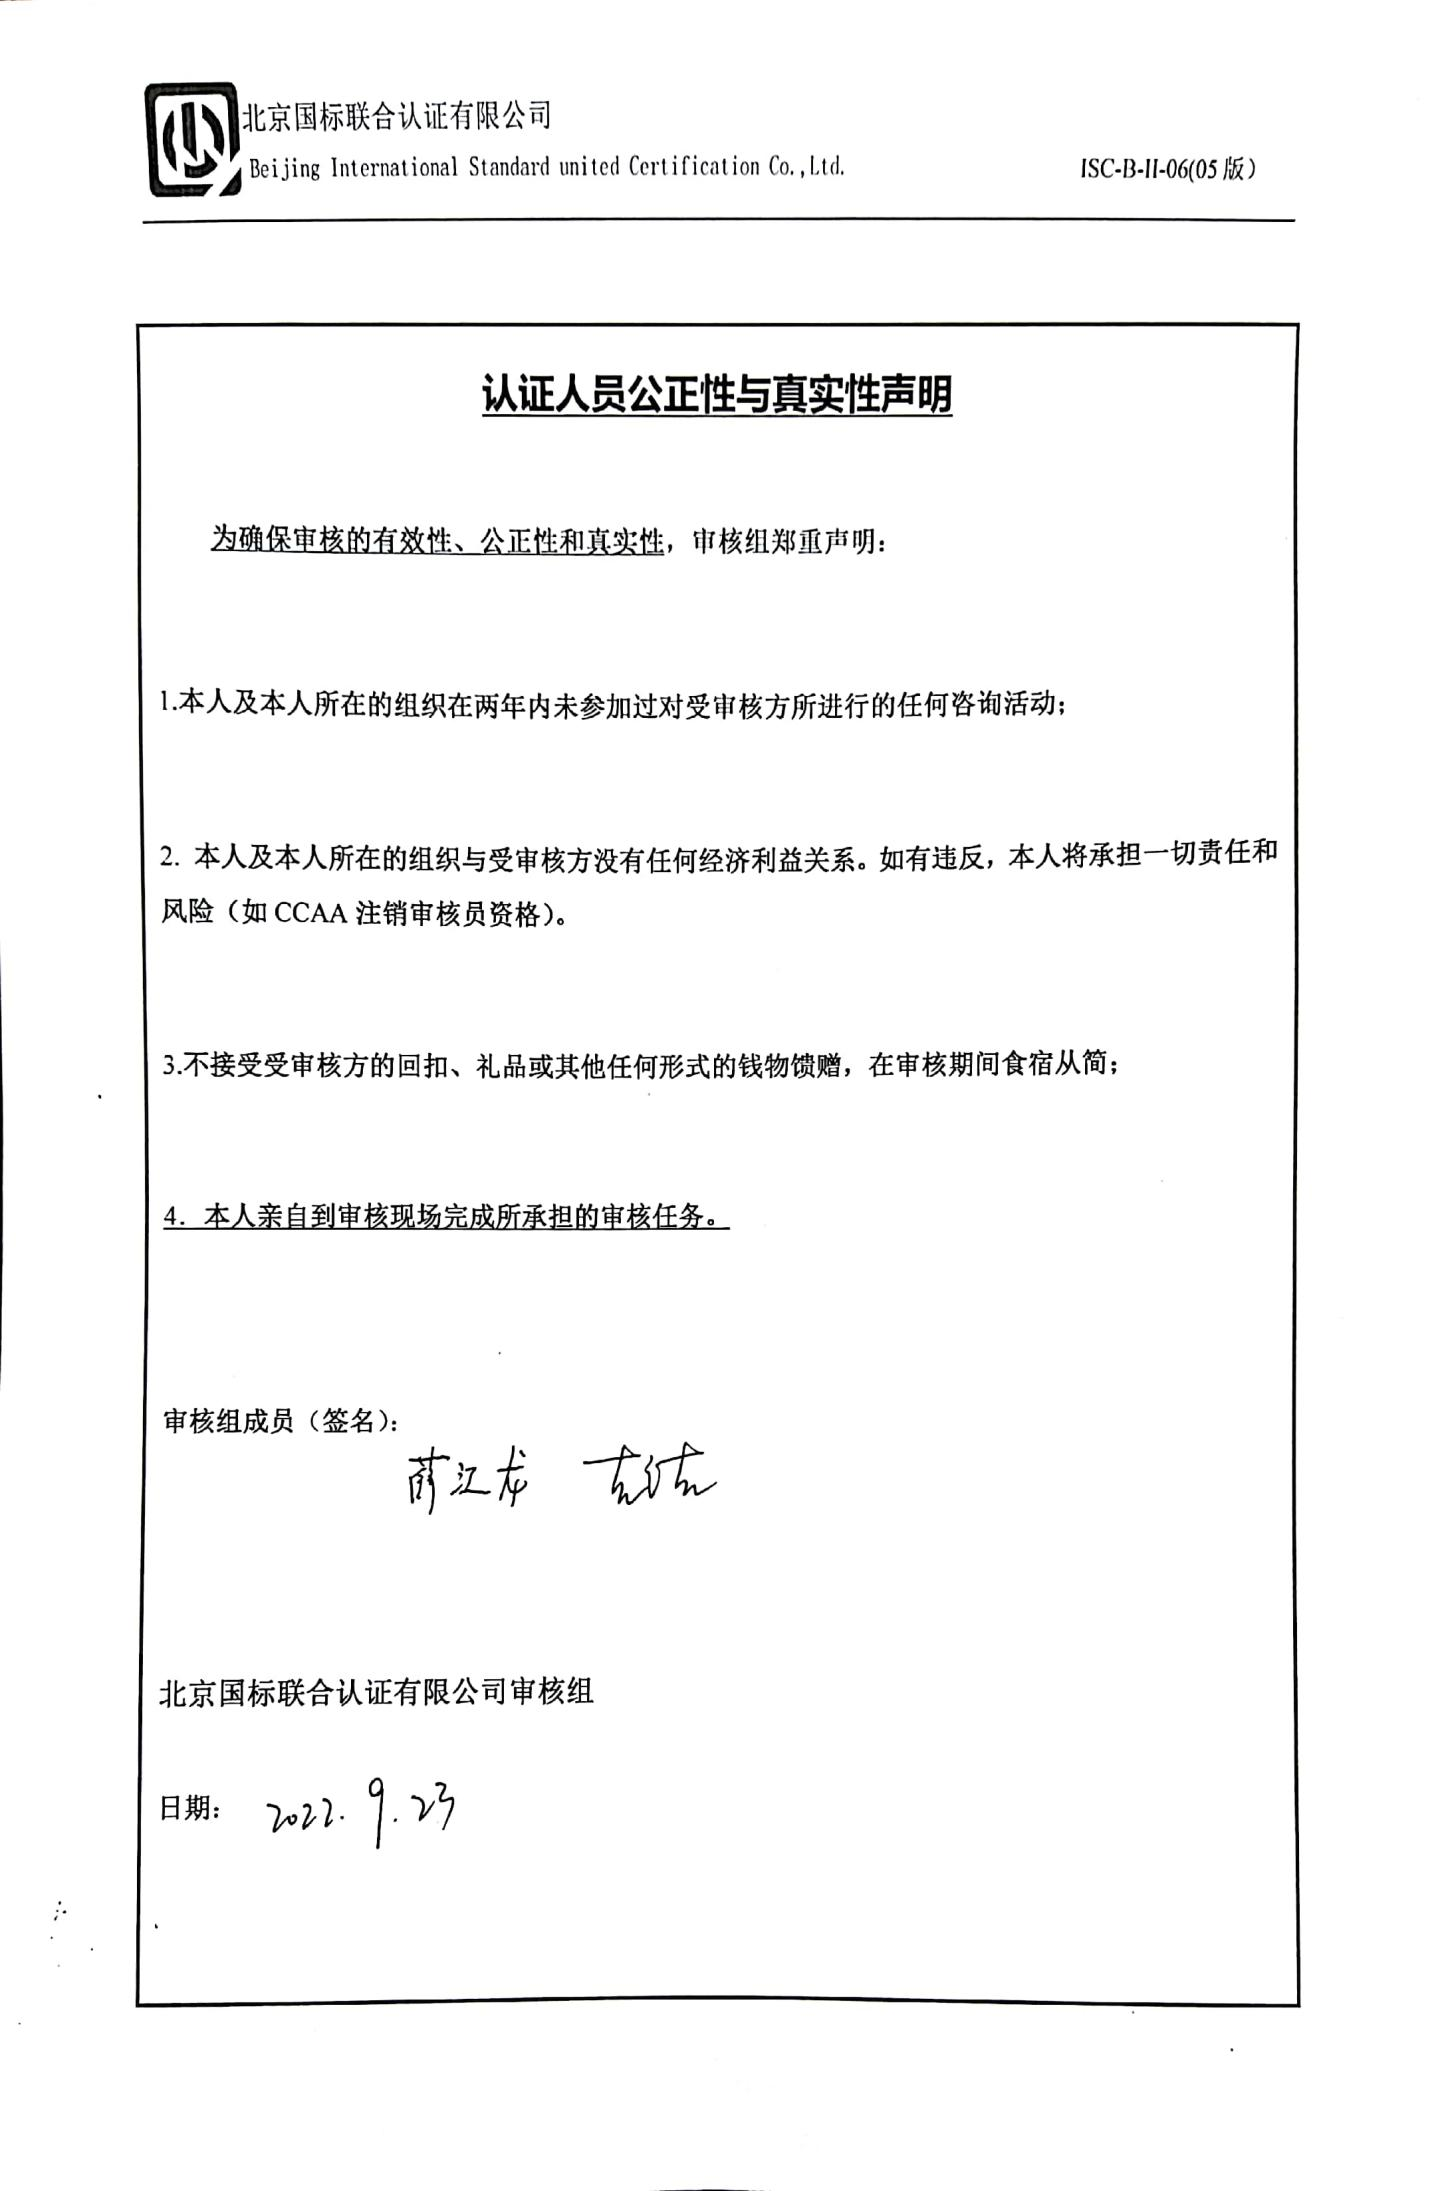 北京国标联合认证有限公司
Beijing International Standard united Certification Co.,Ltd.
ISC-B-II-06(05版)
认证人员公正性与真实性声明
为确保审核的有效性、公正性和真实性，审核组郑重声明：
1.本人及本人所在的组织在两年内未参加过对受审核方所进行的任何咨询活动；
2. 本人及本人所在的组织与受审核方没有任何经济利益关系。如有违反，本人将承担一切责任和
风险（如 CCAA 注销审核员资格）。
3.不接受受审核方的回扣、礼品或其他任何形式的钱物馈赠，在审核期间食宿从简；
4. 本人亲自到审核现场完成所承担的审核任务。
审核组成员（签名）：
薛江龙 吉洁
北京国标联合认证有限公司审核组
日期： 2022.9.23